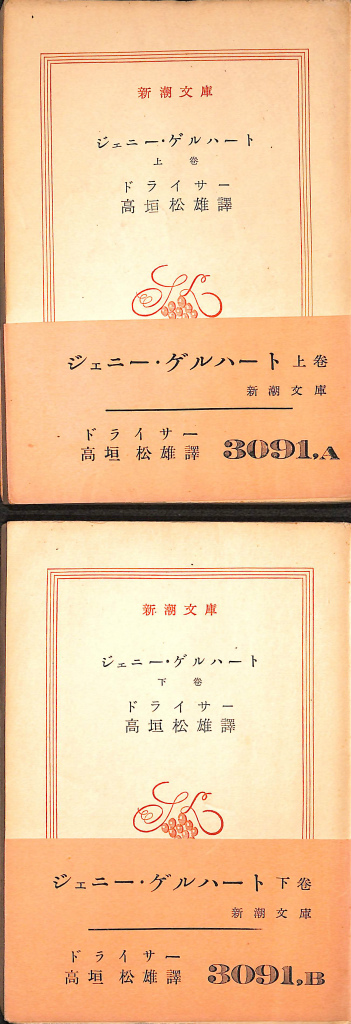 新潮文庫
ジェニー・ゲルハート
上卷
ドライサー
高垣松雄譯
ジェニー・ゲルハート 上卷
新潮文庫
ドライサー
高垣松雄譯 3091,A
新潮文庫
ジェニー・ゲルハート
下卷
ドライサー
高垣松雄譯
ジェニー・ゲルハート 下卷
新潮文庫
ドライサー
高垣松雄譯 3091,B